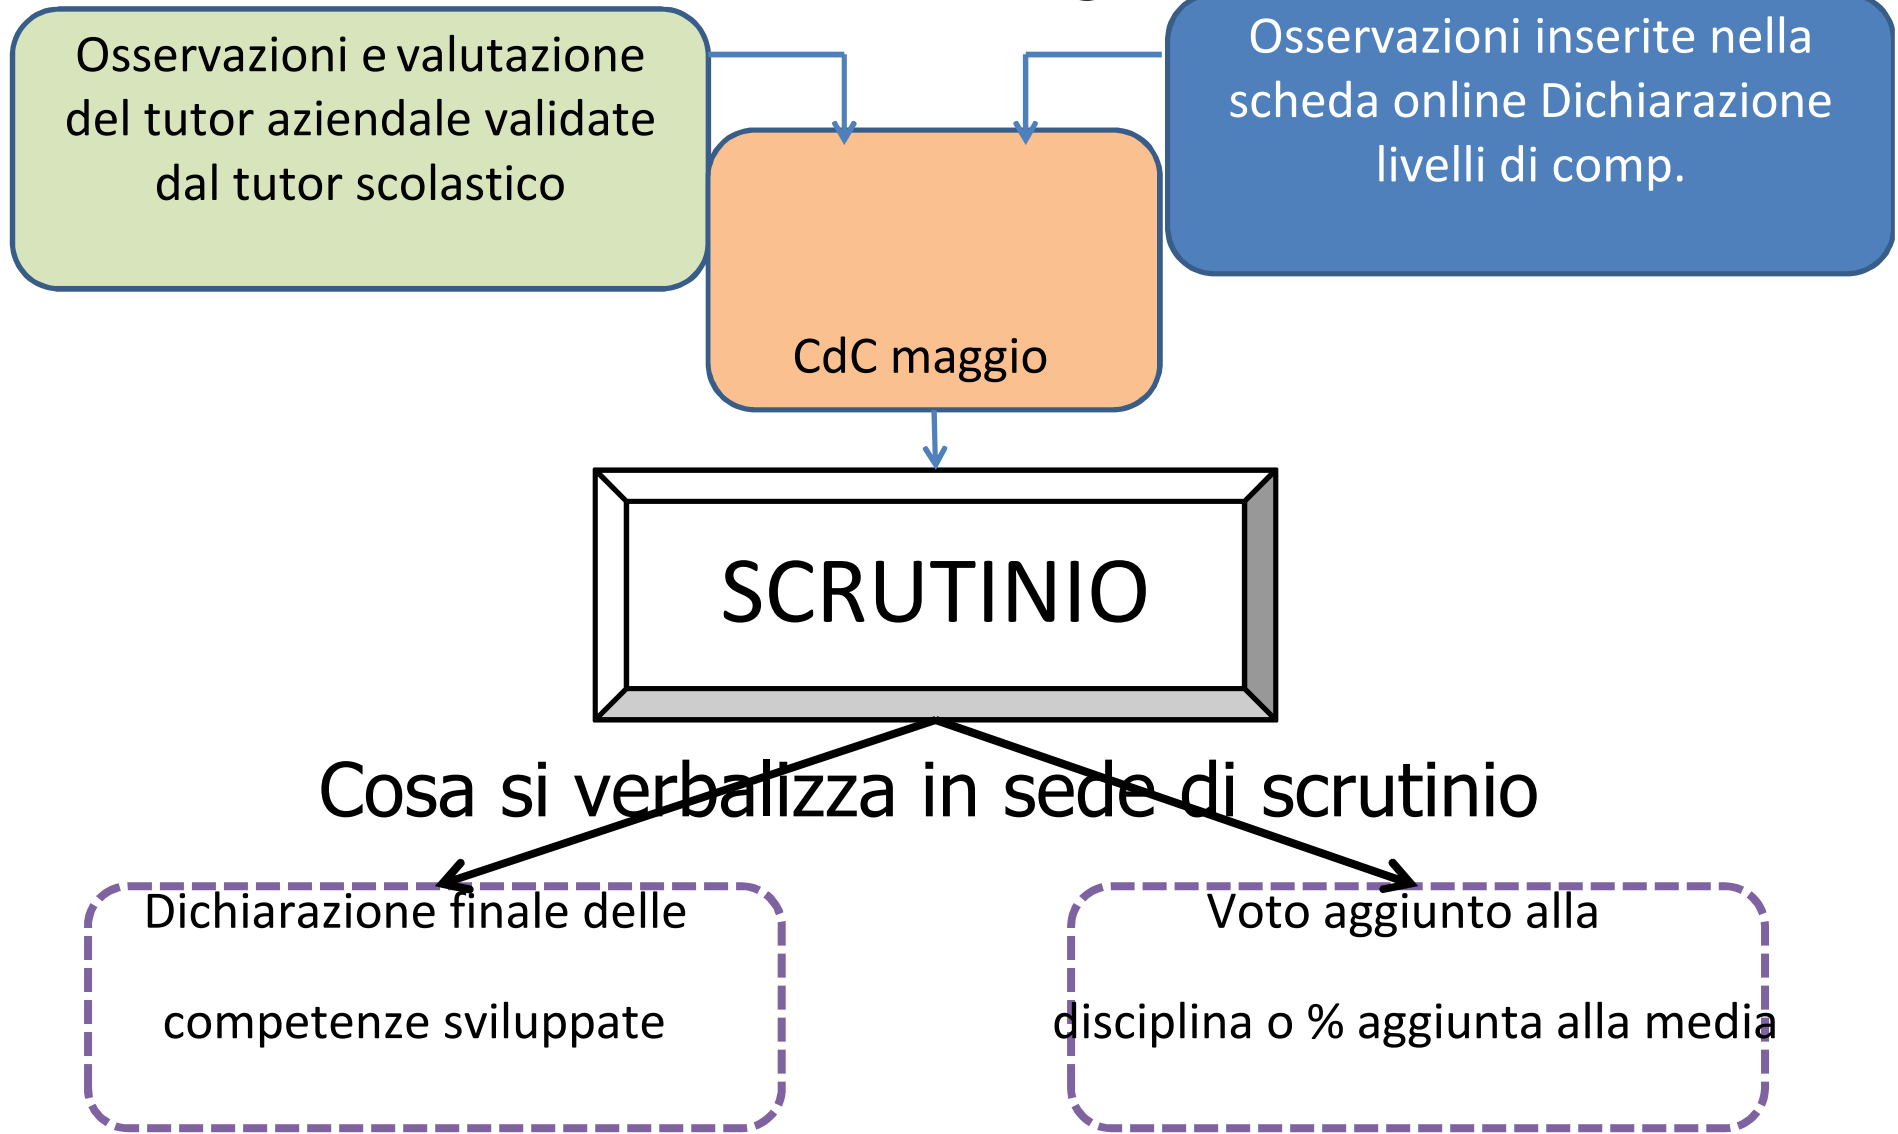 Osservazioni e valutazione
del tutor aziendale validate
dal tutor scolastico
Osservazioni inserite nella
scheda online Dichiarazione
livelli di comp.
CdC maggio
SCRUTINIO
Cosa si verbalizza in sede di scrutinio
Dichiarazione finale delle
competenze sviluppate
Voto aggiunto alla
disciplina o % aggiunta alla media